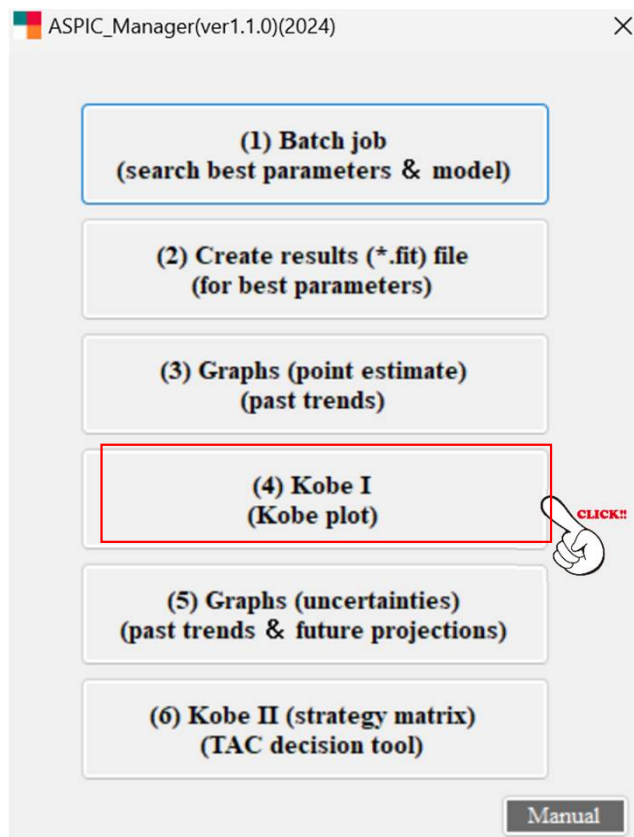 ASPIC_Manager(ver1.1.0)(2024)
(1) Batch job
(search best parameters & model)
(2) Create results (*.fit) file
(for best parameters)
(3) Graphs (point estimate)
(past trends)
(4) Kobe I
(Kobe plot)
CLICK!!
(5) Graphs (uncertainties)
(past trends & future projections)
(6) Kobe II (strategy matrix)
(TAC decision tool)
Manual